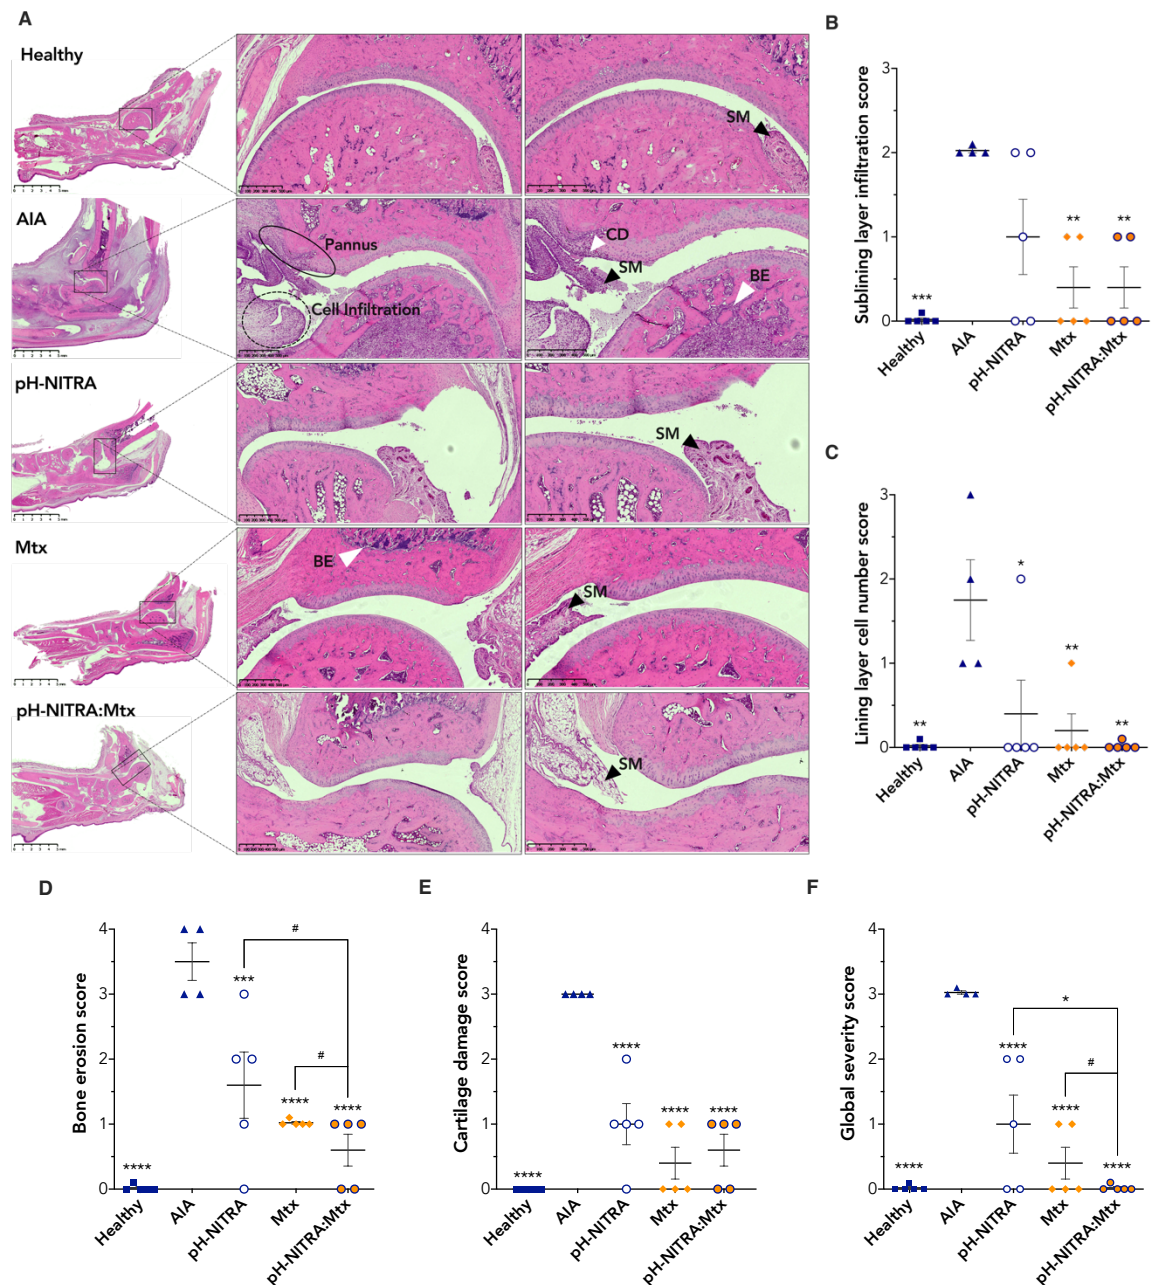 A
Healthy
SM
AIA
Pannus
Cell Infiltration
CD
SM
BE
pH-NITRA
SM
Mtx
BE
SM
pH-NITRA:Mtx
SM
B
Sublining layer infiltration score
3
2
1
0
***
**
**
Healthy
AIA
pH-NITRA
Mtx
pH-NITRA:Mtx
C
Lining layer cell number score
3
2
1
0
**
*
**
**
Healthy
AIA
pH-NITRA
Mtx
pH-NITRA:Mtx
D
Bone erosion score
4
3
2
1
0
****
***
****
****
#
#
Healthy
AIA
pH-NITRA
Mtx
pH-NITRA:Mtx
E
Cartilage damage score
4
3
2
1
0
****
****
****
****
Healthy
AIA
pH-NITRA
Mtx
pH-NITRA:Mtx
F
Global severity score
4
3
2
1
0
****
****
****
****
*
#
Healthy
AIA
pH-NITRA
Mtx
pH-NITRA:Mtx